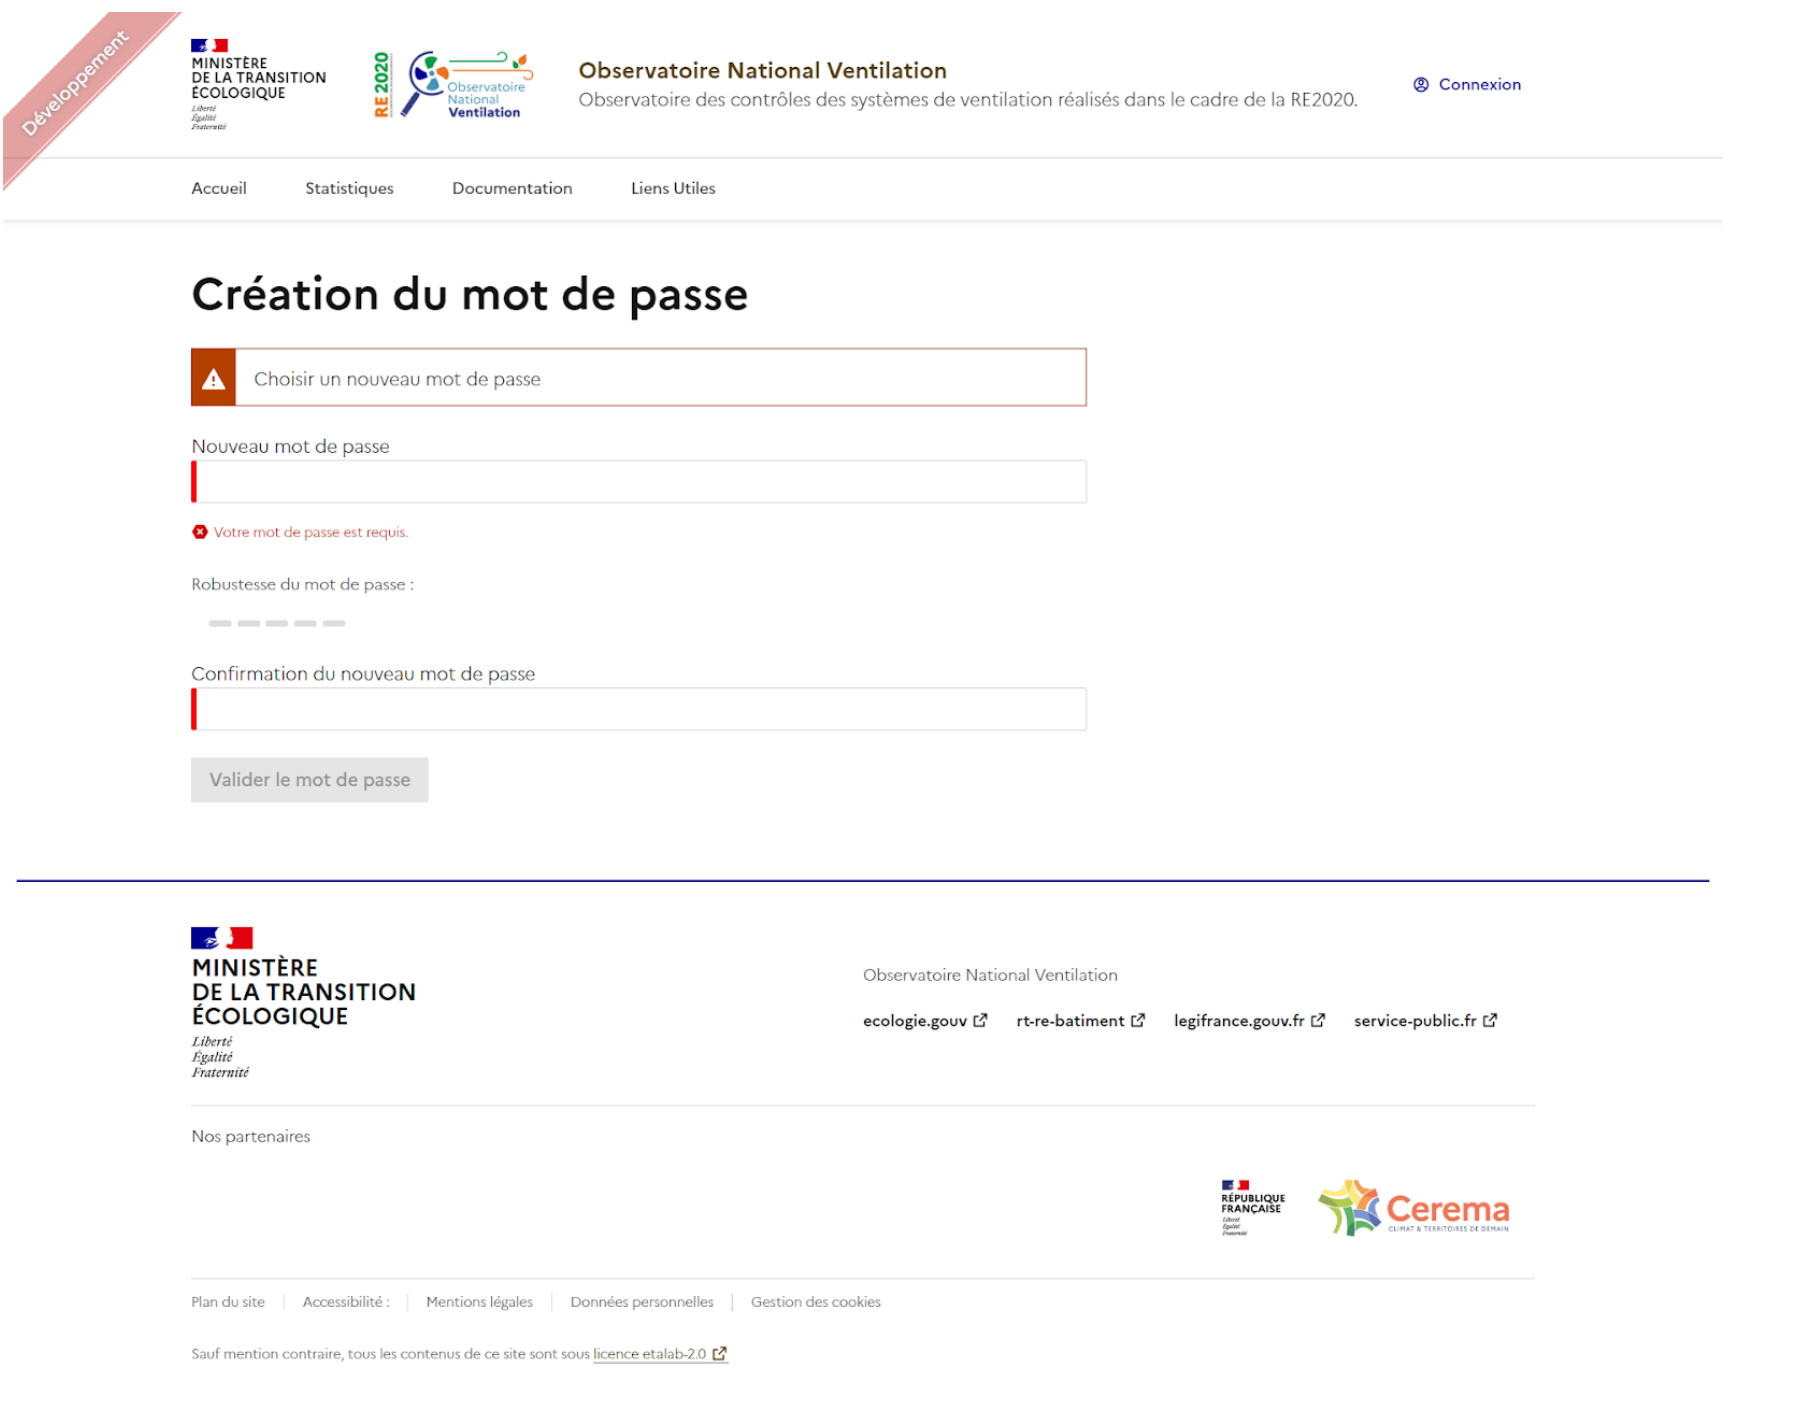 Développement
MINISTÈRE
DE LA TRANSITION
ÉCOLOGIQUE
Liberté
Égalité
Fraternité
RE 2020
Observatoire
National
Ventilation
Observatoire National Ventilation
Observatoire des contrôles des systèmes de ventilation réalisés dans le cadre de la RE2020.
Connexion
Accueil Statistiques Documentation Liens Utiles
Création du mot de passe
Choisir un nouveau mot de passe
Nouveau mot de passe
Votre mot de passe est requis.
Robustesse du mot de passe :
Confirmation du nouveau mot de passe
Valider le mot de passe
MINISTÈRE
DE LA TRANSITION
ÉCOLOGIQUE
Liberté
Égalité
Fraternité
Observatoire National Ventilation
ecologie.gouv rt-re-batiment legifrance.gouv.fr service-public.fr
Nos partenaires
RÉPUBLIQUE
FRANÇAISE
Liberté
Égalité
Fraternité
Cerema
CLIMAT & TERRITOIRES DE DEMAIN
Plan du site Accessibilité : Mentions légales Données personnelles Gestion des cookies
Sauf mention contraire, tous les contenus de ce site sont sous licence etalab-2.0